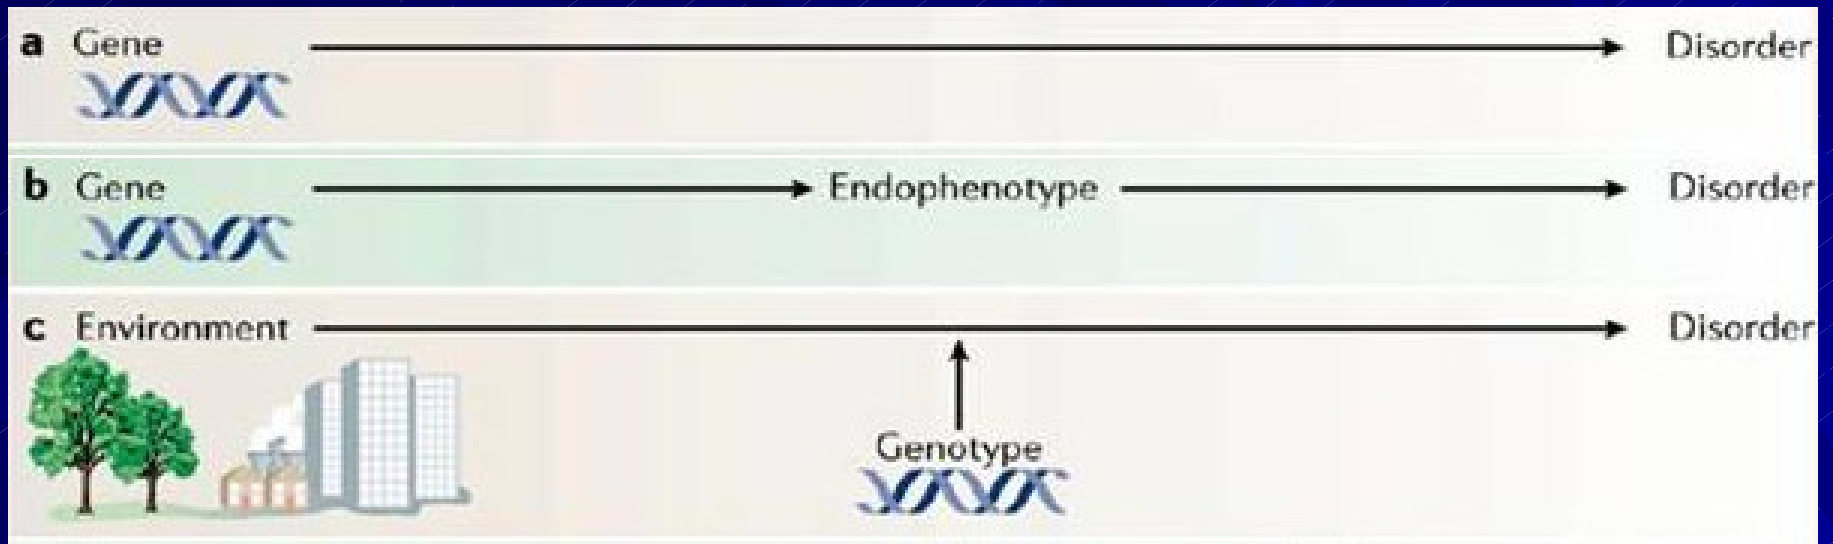 a Gene Disorder
b Gene Endophenotype Disorder
c Environment Disorder
Genotype